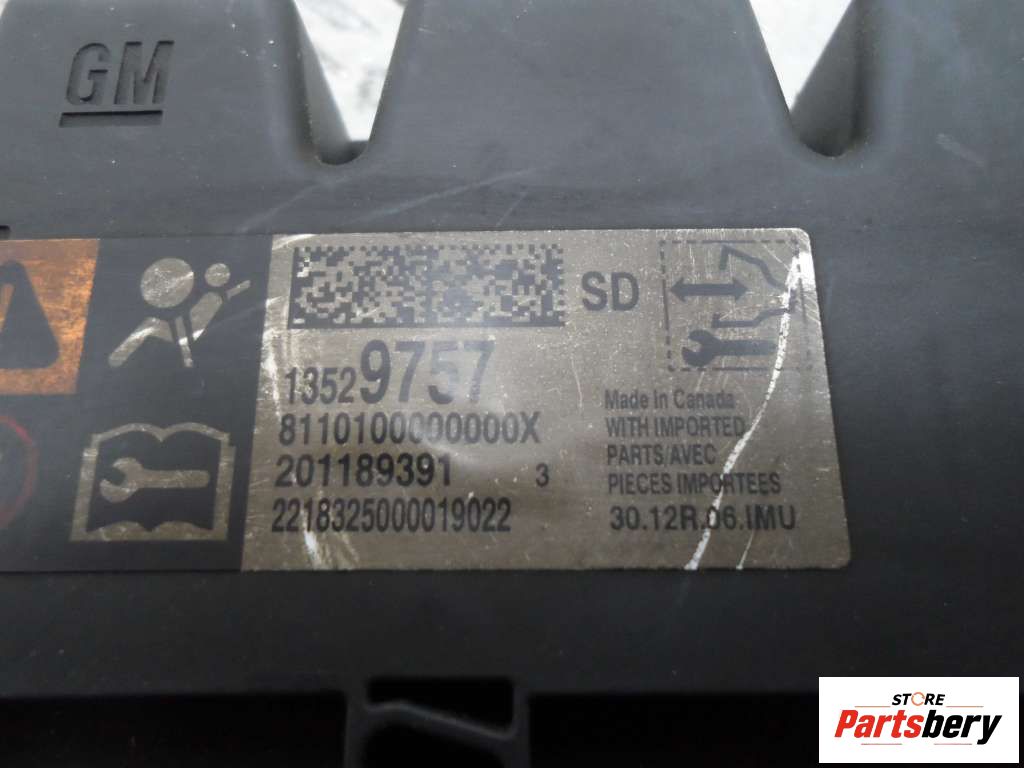 GM
SD
13529757
8110100000000X
201189391 3
2218325000019022
Made In Canada
WITH IMPORTED
PARTS/AVEC
PIECES IMPORTEES
30.12R.06.IMU
STORE
Partsbery